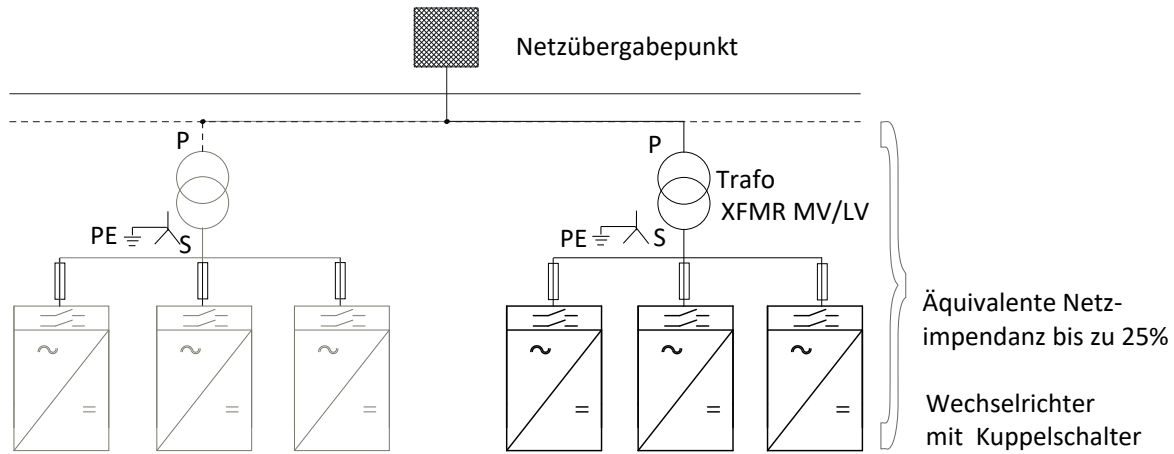 Netzübergabepunkt
P
P
Trafo
XFMR MV/LV
PE
S
PE
S
Äquivalente Netz-
impendanz bis zu 25%
Wechselrichter
mit Kuppelschalter